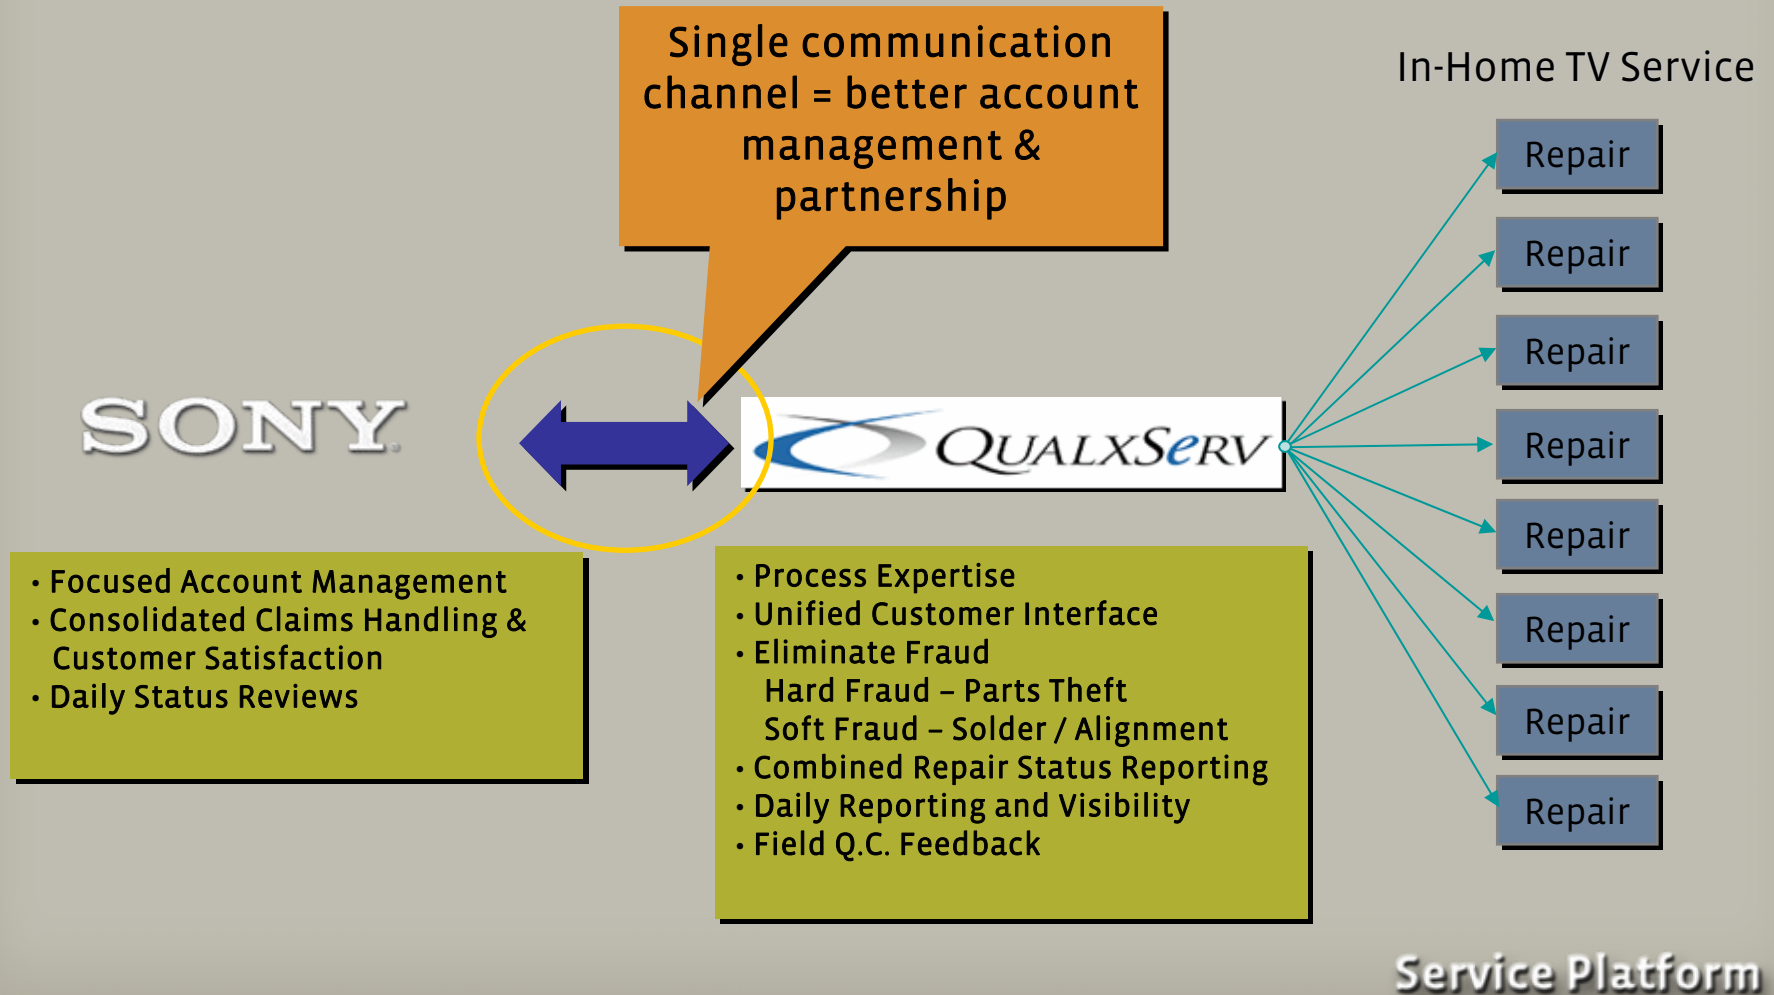 Single communication
channel = better account
management &
partnership
In-Home TV Service
Repair
Repair
Repair
Repair
Repair
Repair
Repair
Repair
SONY
QUALXSERV
• Focused Account Management
• Consolidated Claims Handling &
Customer Satisfaction
• Daily Status Reviews
• Process Expertise
• Unified Customer Interface
• Eliminate Fraud
Hard Fraud – Parts Theft
Soft Fraud – Solder / Alignment
• Combined Repair Status Reporting
• Daily Reporting and Visibility
• Field Q.C. Feedback
Service Platform